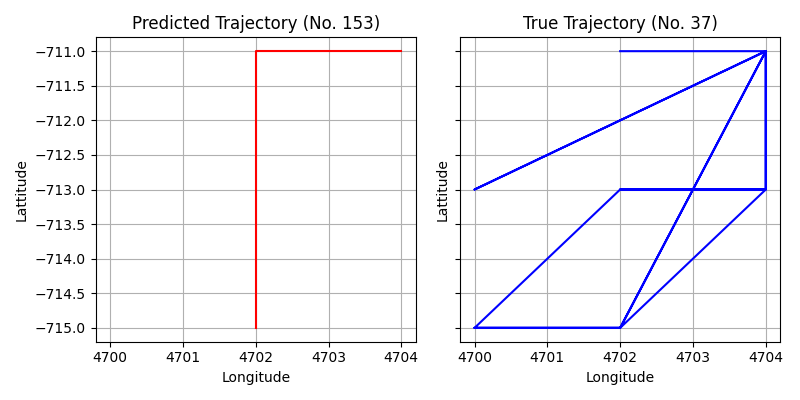 Predicted Trajectory (No. 153)
True Trajectory (No. 37)
Lattitude
−711.0
−711.5
−712.0
−712.5
−713.0
−713.5
−714.0
−714.5
−715.0
4700 4701 4702 4703 4704
Longitude
Lattitude
4700 4701 4702 4703 4704
Longitude